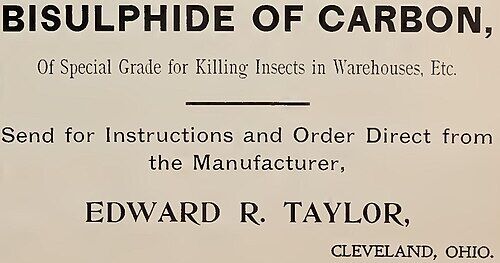 BISULPHIDE OF CARBON,
Of Special Grade for Killing Insects in Warehouses, Etc.
Send for Instructions and Order Direct from
the Manufacturer,
EDWARD R. TAYLOR,
CLEVELAND, OHIO.